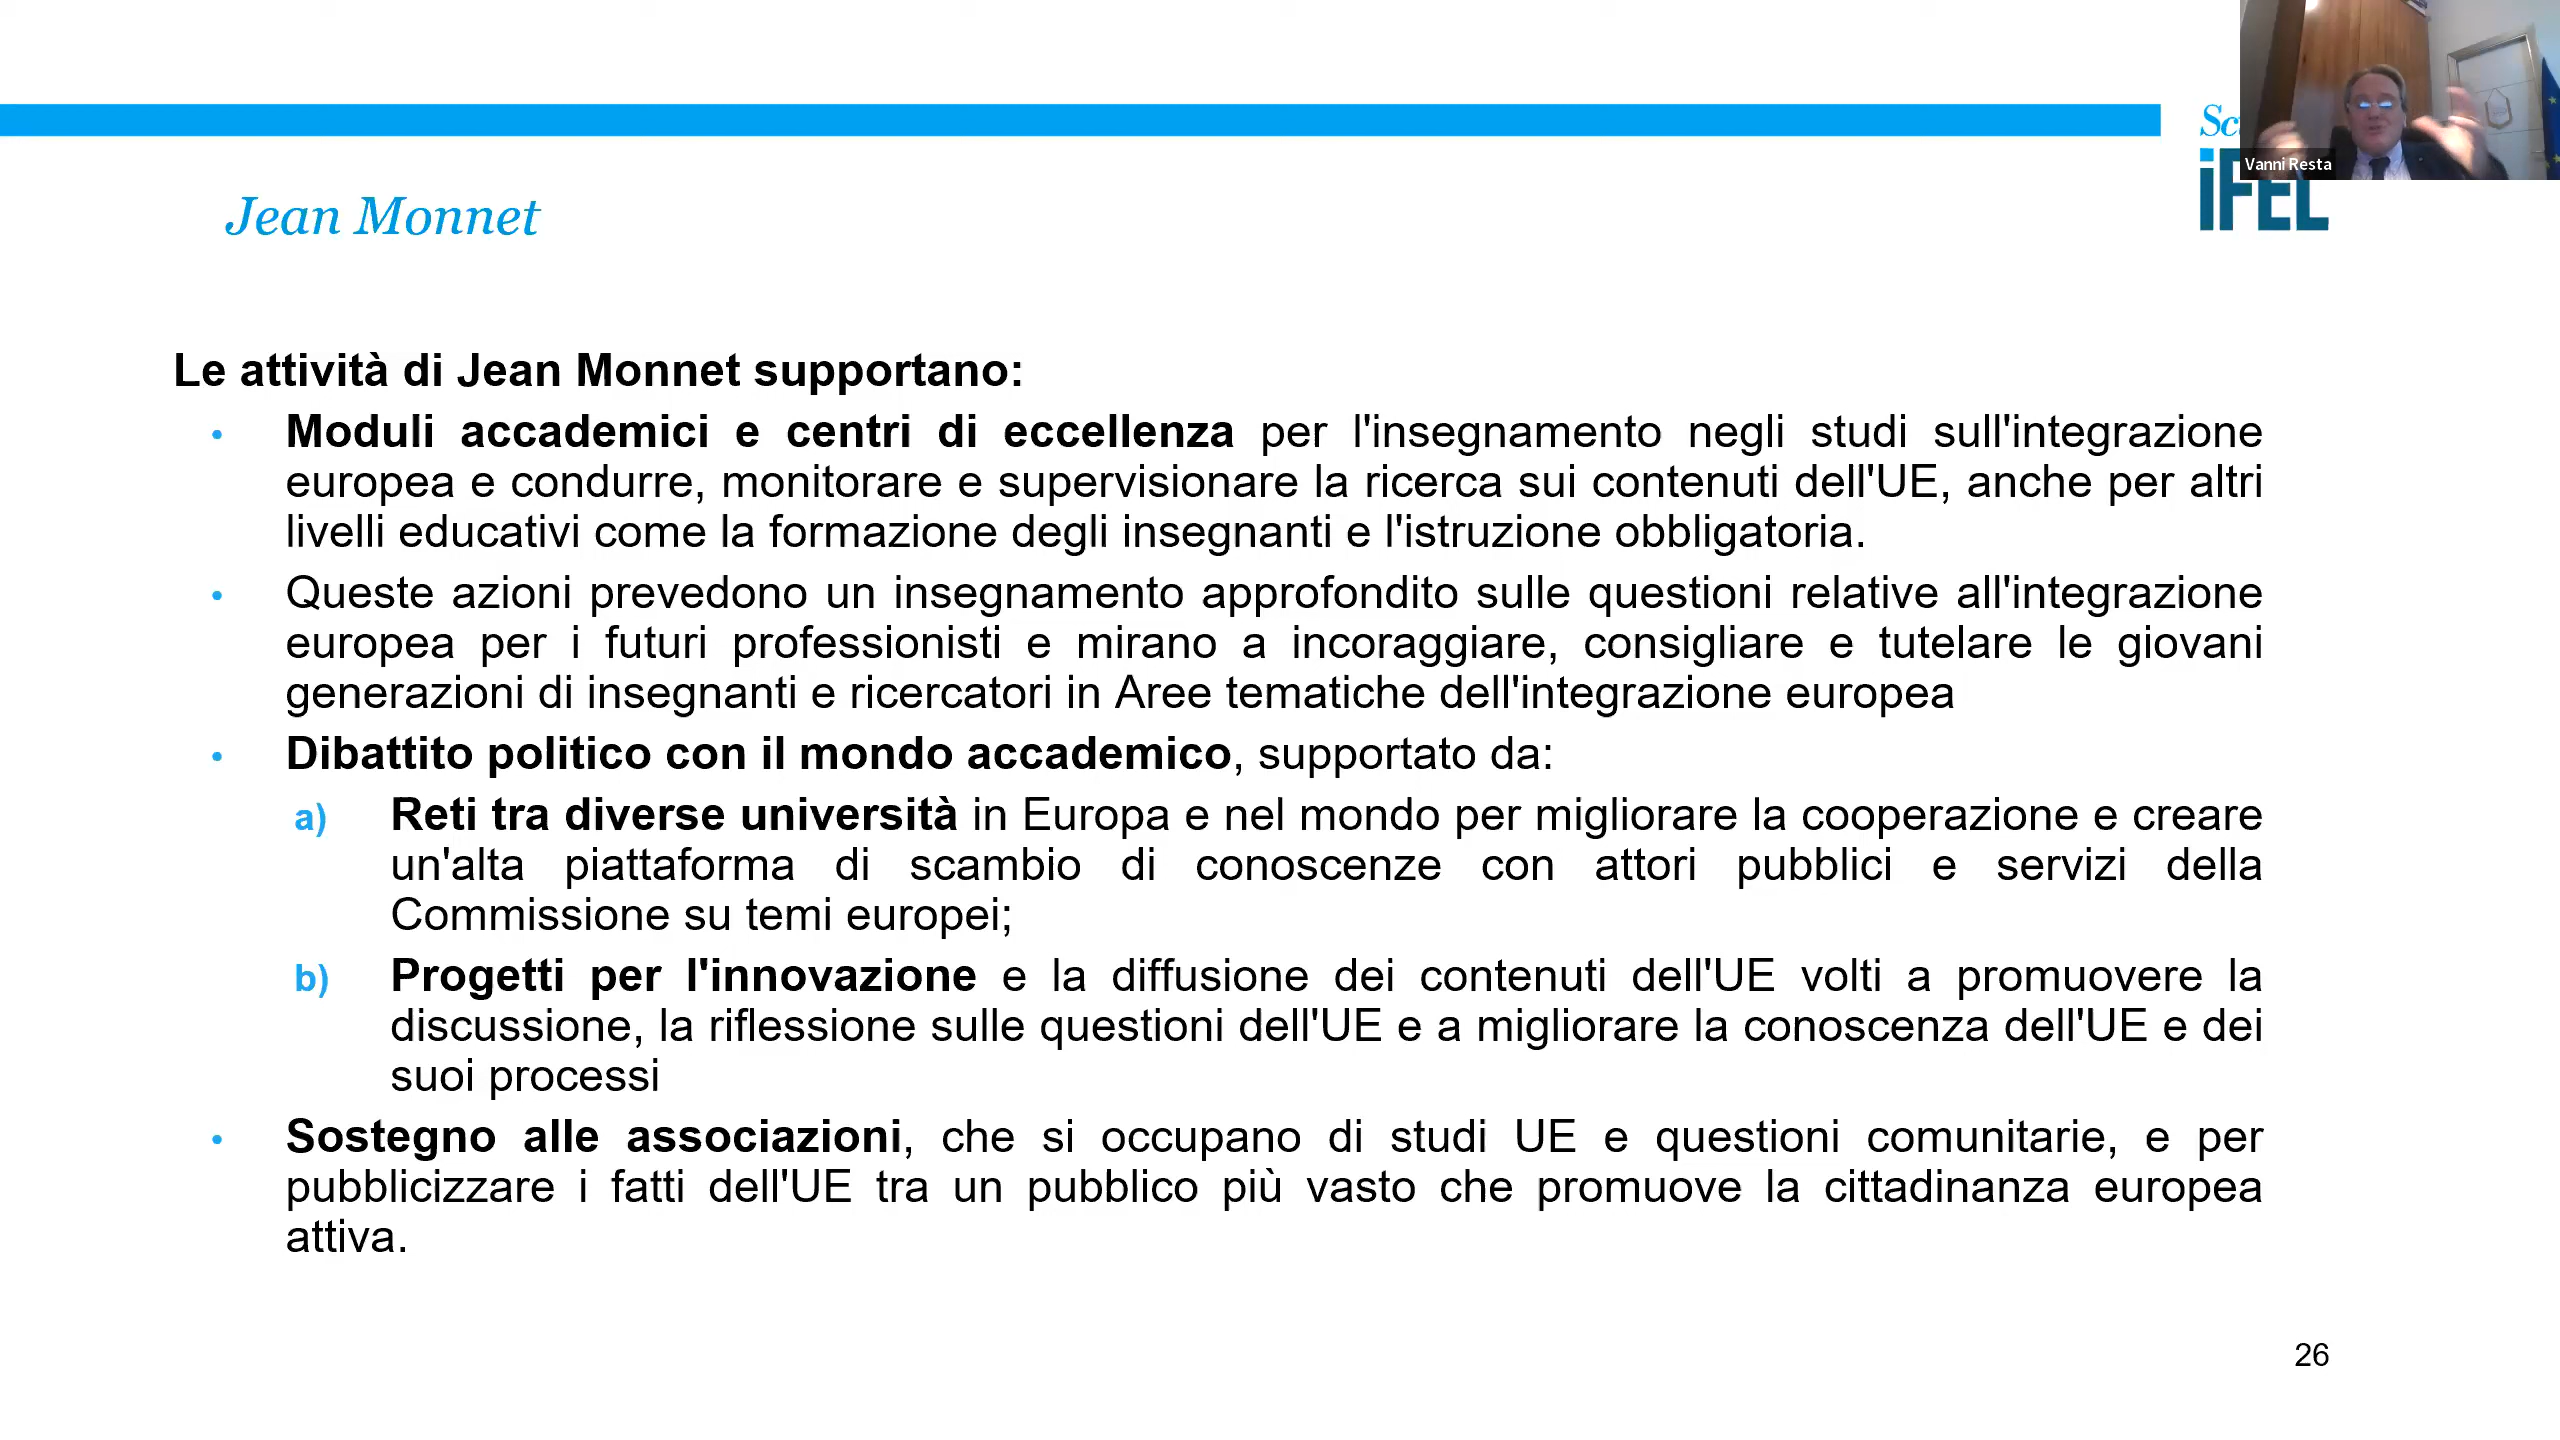 Vanni Resta
iFEL
Jean Monnet
Le attività di Jean Monnet supportano:
• Moduli accademici e centri di eccellenza per l'insegnamento negli studi sull'integrazione
europea e condurre, monitorare e supervisionare la ricerca sui contenuti dell'UE, anche per altri
livelli educativi come la formazione degli insegnanti e l'istruzione obbligatoria.
• Queste azioni prevedono un insegnamento approfondito sulle questioni relative all'integrazione
europea per i futuri professionisti e mirano a incoraggiare, consigliare e tutelare le giovani
generazioni di insegnanti e ricercatori in Aree tematiche dell'integrazione europea
• Dibattito politico con il mondo accademico, supportato da:
a) Reti tra diverse università in Europa e nel mondo per migliorare la cooperazione e creare
un'alta piattaforma di scambio di conoscenze con attori pubblici e servizi della
Commissione su temi europei;
b) Progetti per l'innovazione e la diffusione dei contenuti dell'UE volti a promuovere la
discussione, la riflessione sulle questioni dell'UE e a migliorare la conoscenza dell'UE e dei
suoi processi
• Sostegno alle associazioni, che si occupano di studi UE e questioni comunitarie, e per
pubblicizzare i fatti dell'UE tra un pubblico più vasto che promuove la cittadinanza europea
attiva.
26